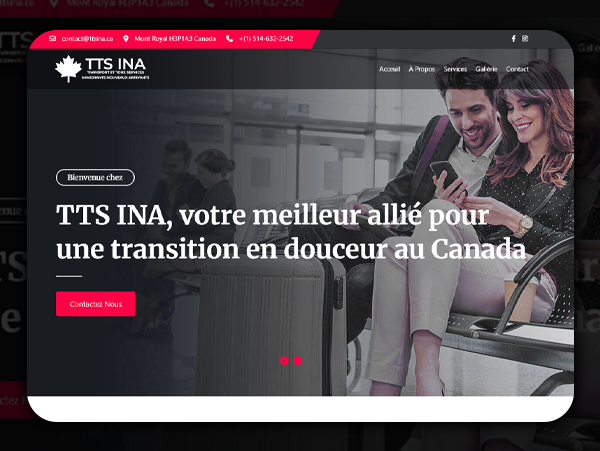 contact@ttsina.ca Mont Royal H3P1A3 Canada +(1) 514-632-2542
TTS INA
TRANSPORT ET TOUS SERVICES
IMMIGRANTS NOUVEAUX ARRIVANTS
Acceuil À Propos Services Gallérie Contact
Bienvenue chez
TTS INA, votre meilleur allié pour
une transition en douceur au Canada
Contactez Nous